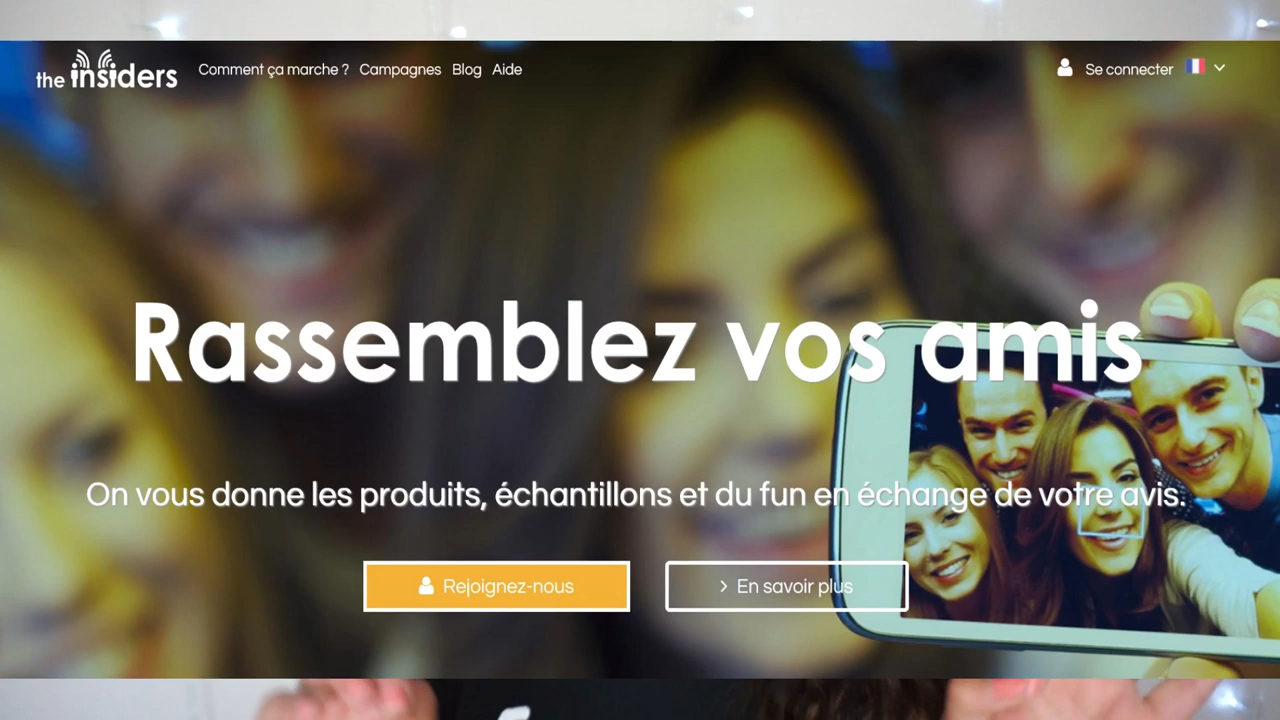 the insiders Comment ça marche ? Campagnes Blog Aide Se connecter
Rassemblez vos amis
On vous donne les produits, échantillons et du fun en échange de votre avis.
Rejoignez-nous En savoir plus